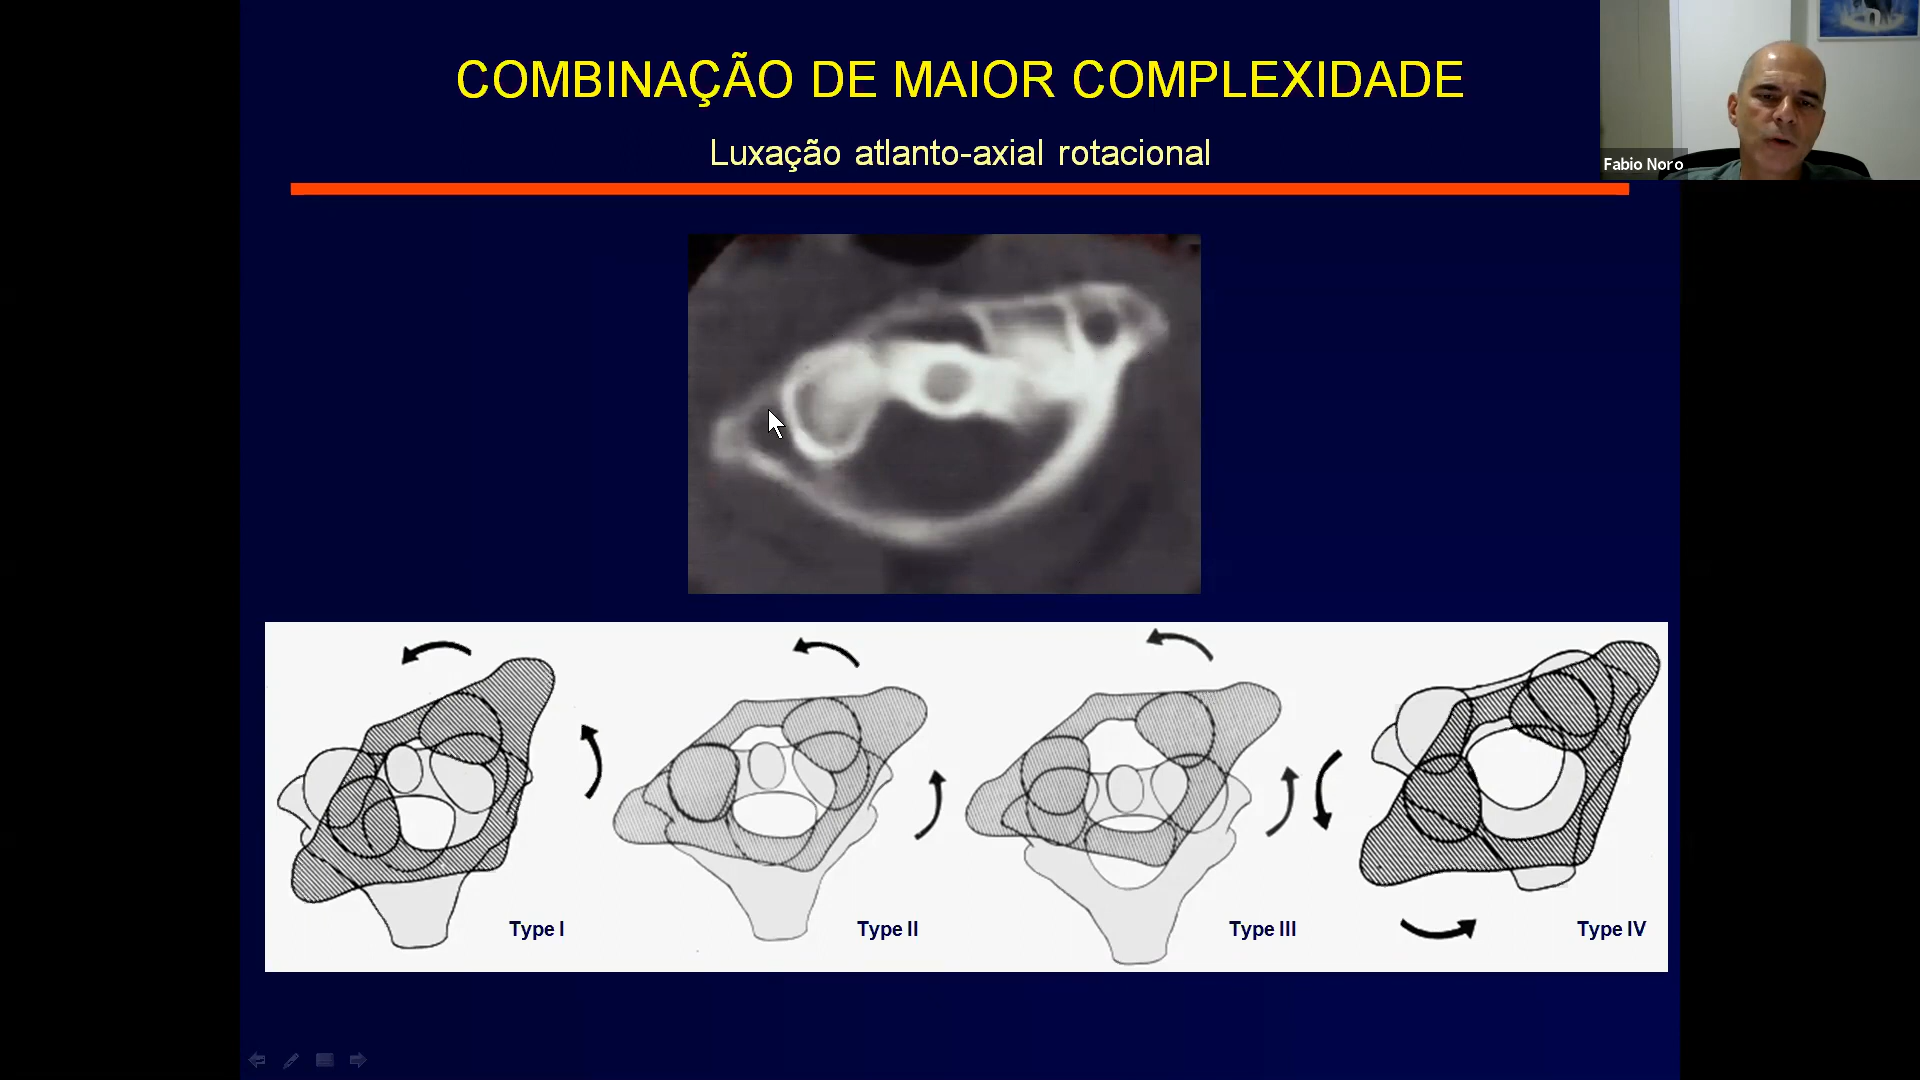 COMBINAÇÃO DE MAIOR COMPLEXIDADE
Luxação atlanto-axial rotacional
Fabio Noro
Type I
Type II
Type III
Type IV